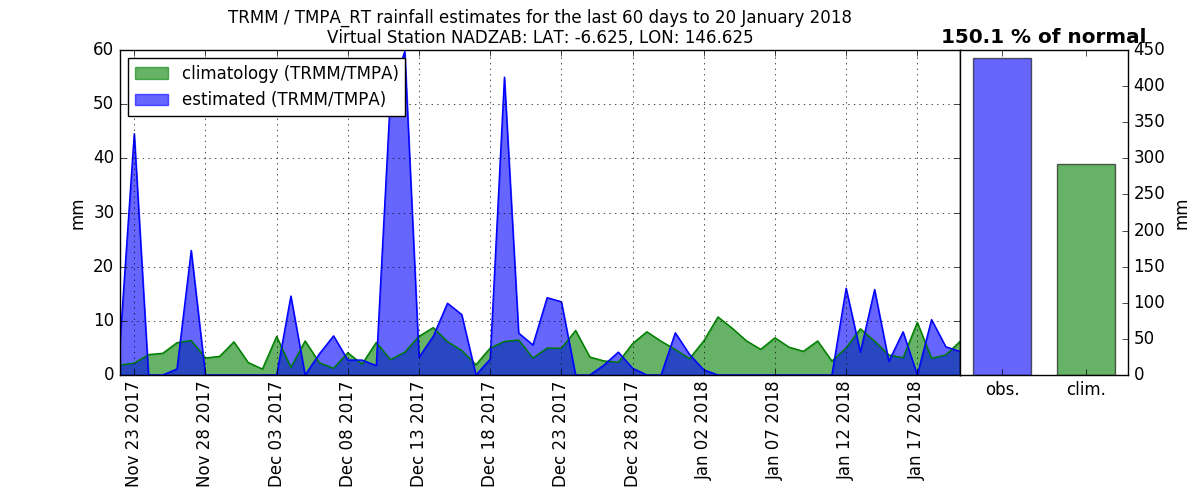 TRMM / TMPA_RT rainfall estimates for the last 60 days to 20 January 2018
Virtual Station NADZAB: LAT: -6.625, LON: 146.625
150.1 % of normal
climatology (TRMM/TMPA)
estimated (TRMM/TMPA)
60
50
40
30
20
10
0
mm
450
400
350
300
250
200
150
100
50
0
mm
Nov 23 2017
Nov 28 2017
Dec 03 2017
Dec 08 2017
Dec 13 2017
Dec 18 2017
Dec 23 2017
Dec 28 2017
Jan 02 2018
Jan 07 2018
Jan 12 2018
Jan 17 2018
obs.
clim.